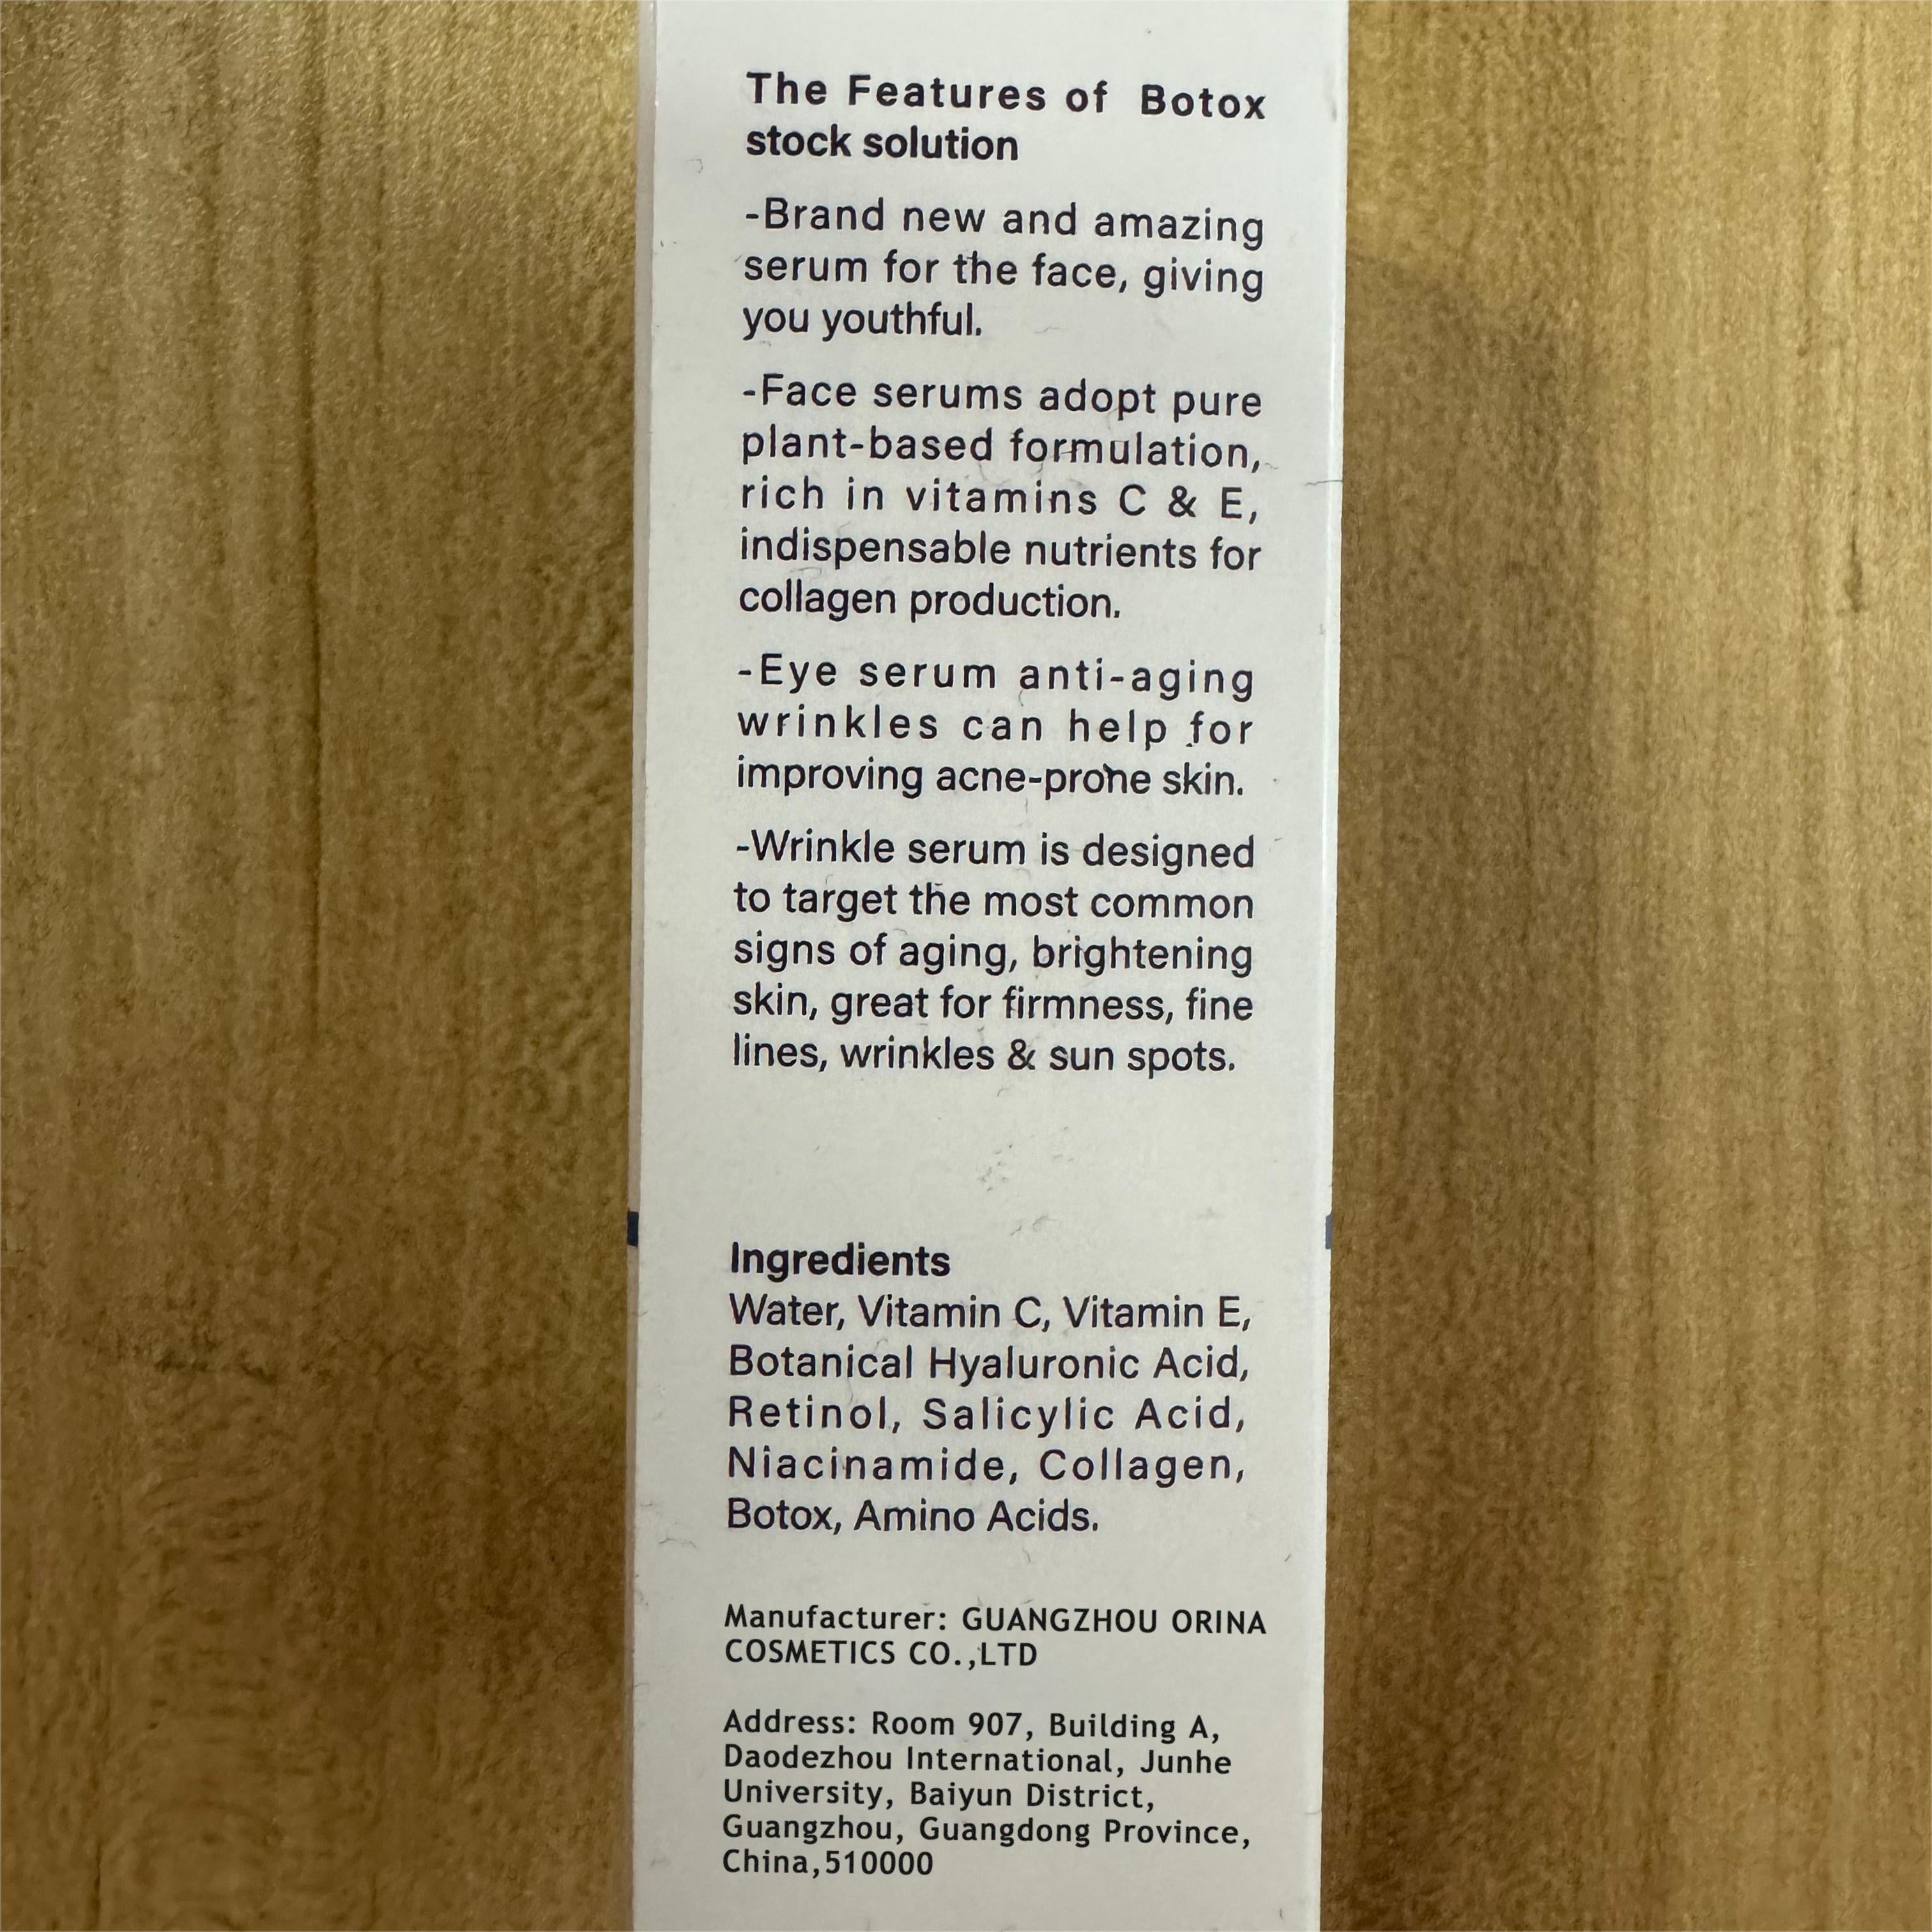 The Features of Botox
stock solution
-Brand new and amazing
serum for the face, giving
you youthful.
-Face serums adopt pure
plant-based formulation,
rich in vitamins C & E,
indispensable nutrients for
collagen production.
-Eye serum anti-aging
wrinkles can help for
improving acne-prone skin.
-Wrinkle serum is designed
to target the most common
signs of aging, brightening
skin, great for firmness, fine
lines, wrinkles & sun spots.
Ingredients
Water, Vitamin C, Vitamin E,
Botanical Hyaluronic Acid,
Retinol, Salicylic Acid,
Niacinamide, Collagen,
Botox, Amino Acids.
Manufacturer: GUANGZHOU ORINA
COSMETICS CO.,LTD
Address: Room 907, Building A,
Daodezhou International, Junhe
University, Baiyun District,
Guangzhou, Guangdong Province,
China,510000